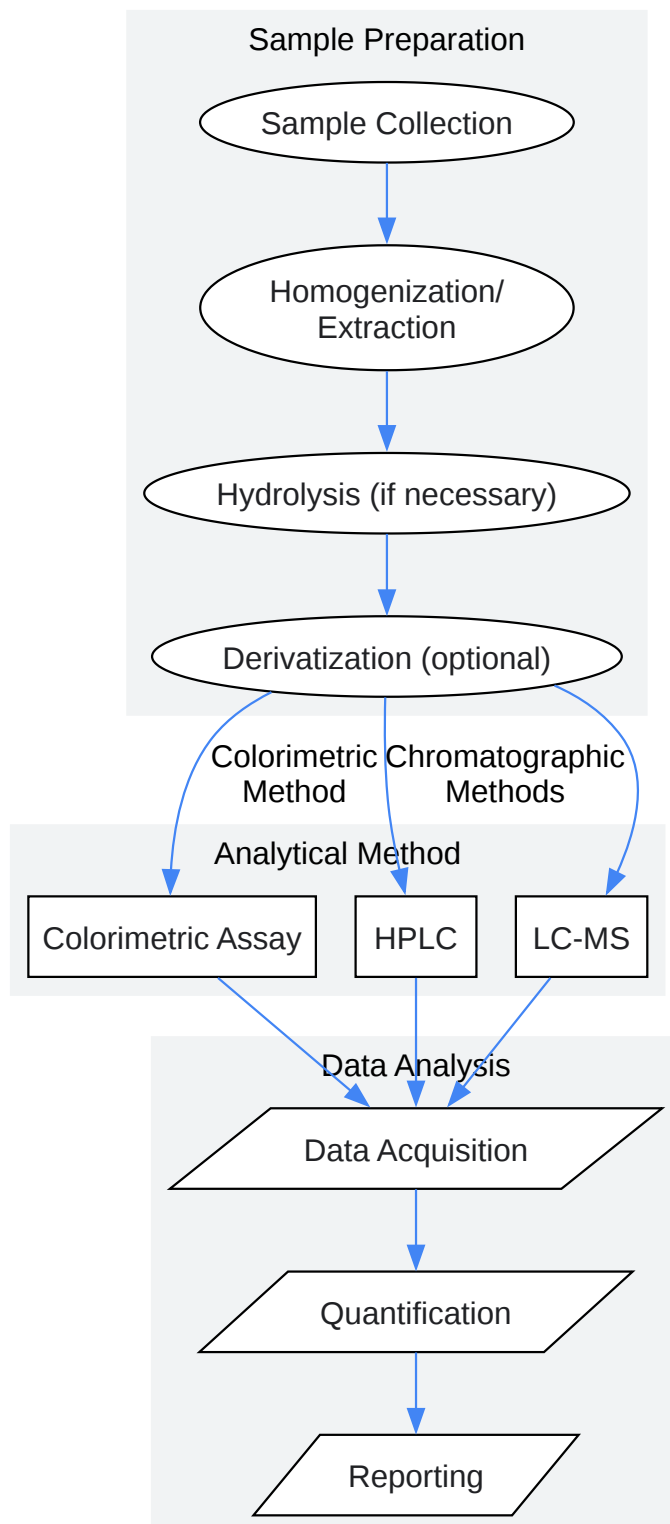 Sample Preparation
Sample Collection
Homogenization/
Extraction
Hydrolysis (if necessary)
Derivatization (optional)
Colorimetric
Method
Chromatographic
Methods
Analytical Method
Colorimetric Assay
HPLC
LC-MS
Data Analysis
Data Acquisition
Quantification
Reporting